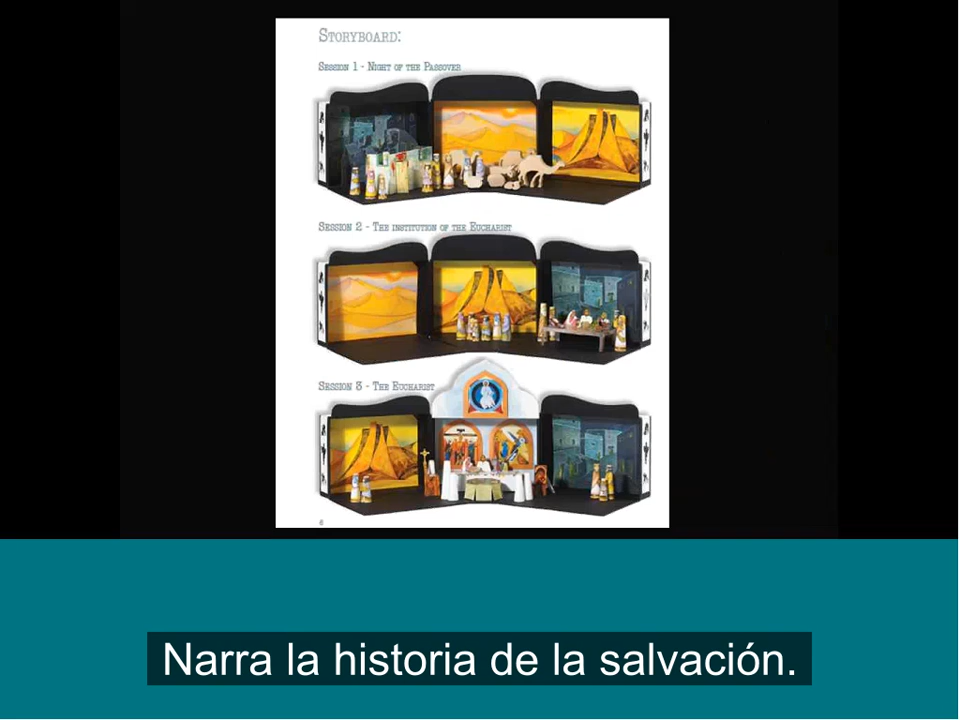 STORYBOARD:
SESSION 1 - NIGHT OF THE PASSOVER
SESSION 2 - THE INSTITUTION OF THE EUCHARIST
SESSION 3 - THE EUCHARIST
Narra la historia de la salvación.